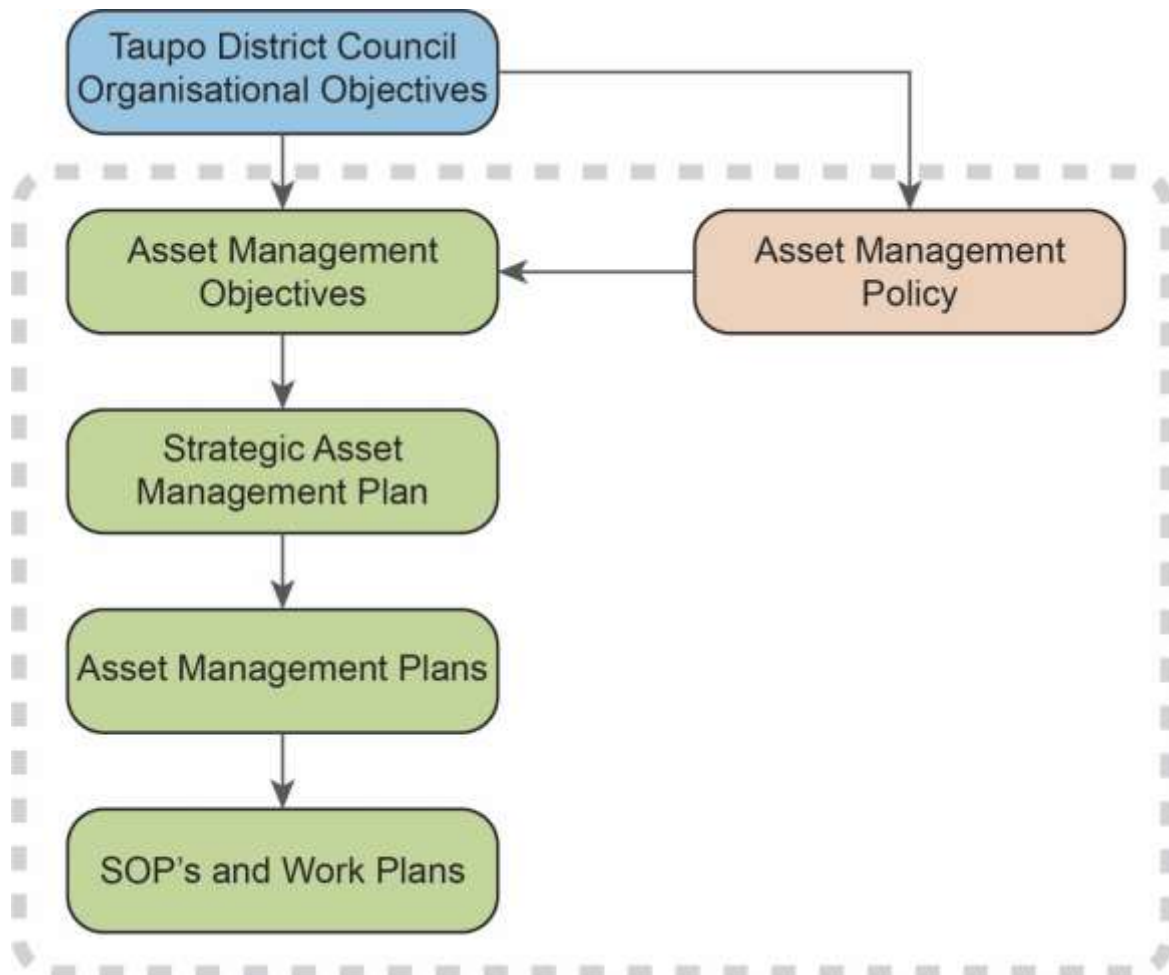 Taupo District Council
Organisational Objectives
Asset Management
Objectives
Asset Management
Policy
Strategic Asset
Management Plan
Asset Management Plans
SOP's and Work Plans